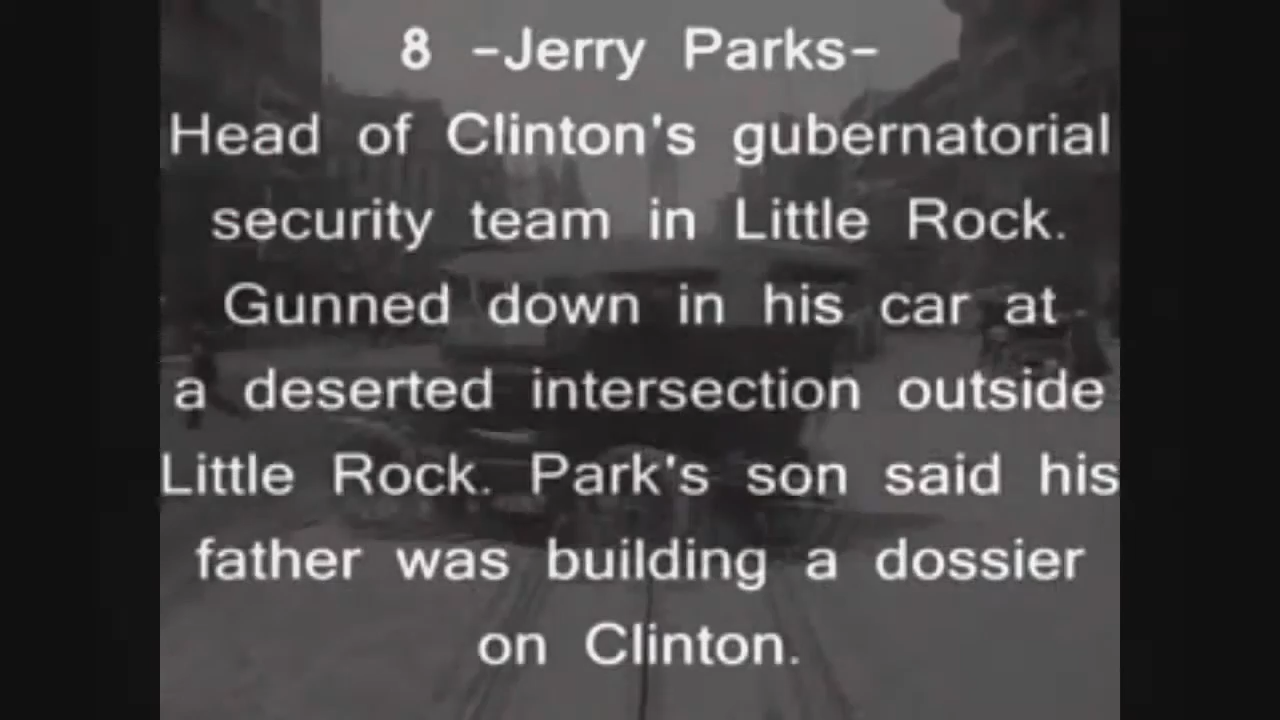 8 -Jerry Parks-
Head of Clinton's gubernatorial
security team in Little Rock.
Gunned down in his car at
a deserted intersection outside
Little Rock. Park's son said his
father was building a dossier
on Clinton.